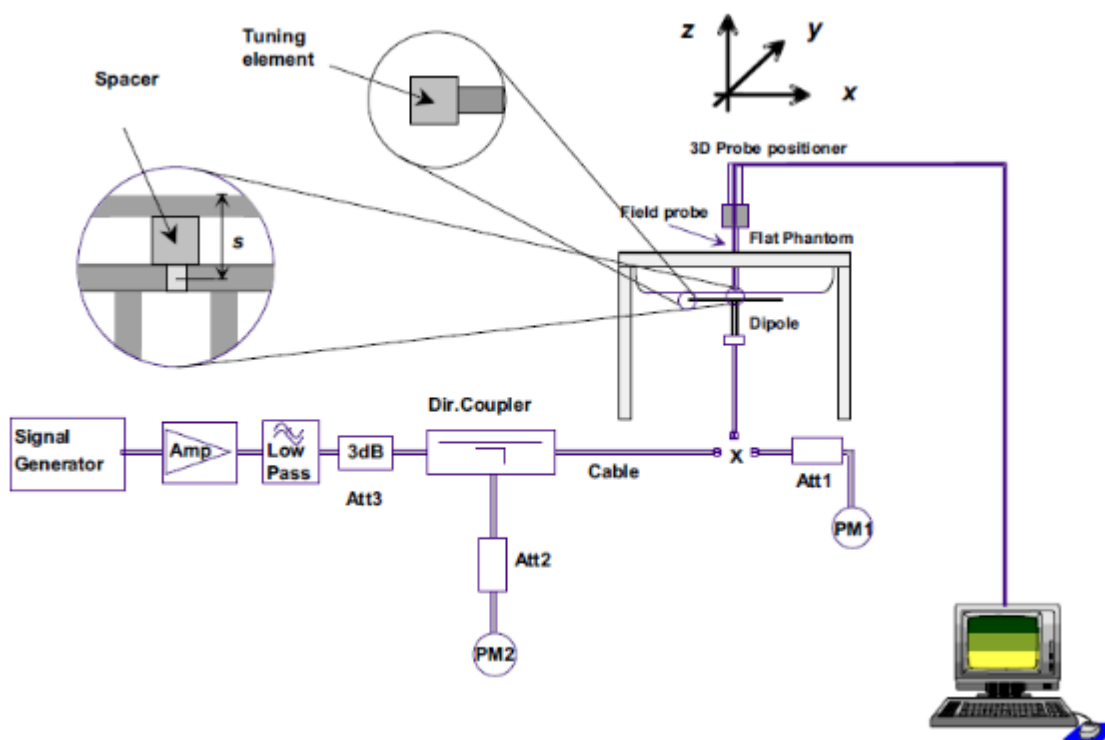 Tuning
element
Spacer
s
z
y
x
3D Probe positioner
Field probe
Flat Phantom
Dipole
Dir.Coupler
Signal
Generator
Amp
Low
Pass
3dB
Att3
Cable
X
Att1
PM1
Att2
PM2